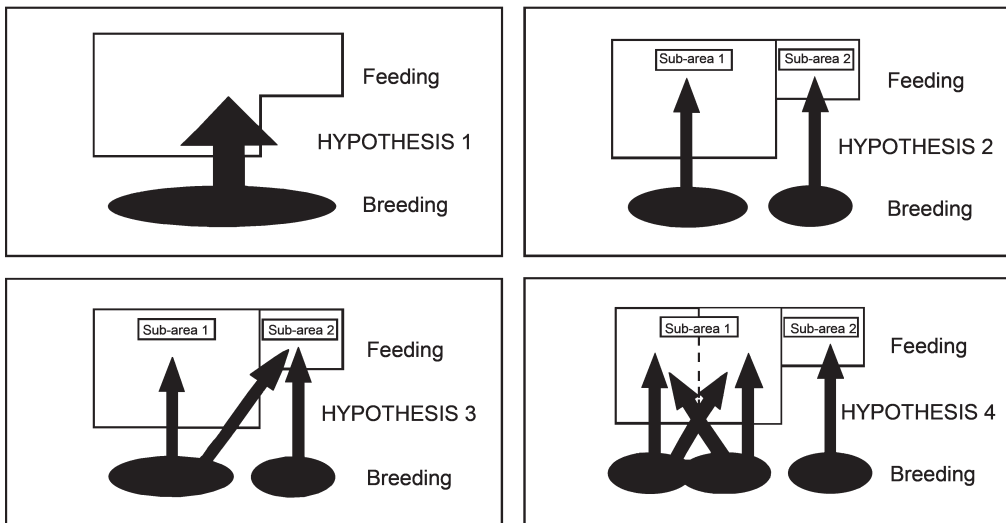 Feeding
HYPOTHESIS 1
Breeding
Sub-area 1
Sub-area 2
Feeding
HYPOTHESIS 2
Breeding
Sub-area 1
Sub-area 2
Feeding
HYPOTHESIS 3
Breeding
Sub-area 1
Sub-area 2
Feeding
HYPOTHESIS 4
Breeding